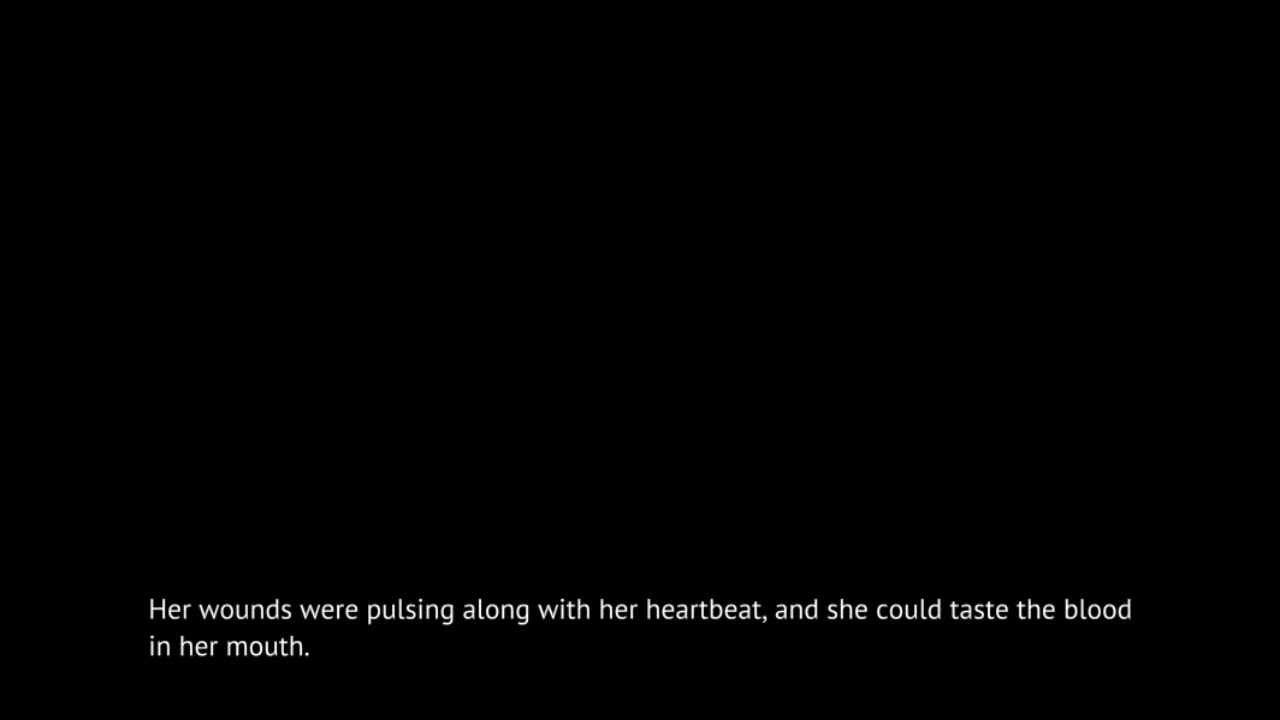 Her wounds were pulsing along with her heartbeat, and she could taste the blood
in her mouth.